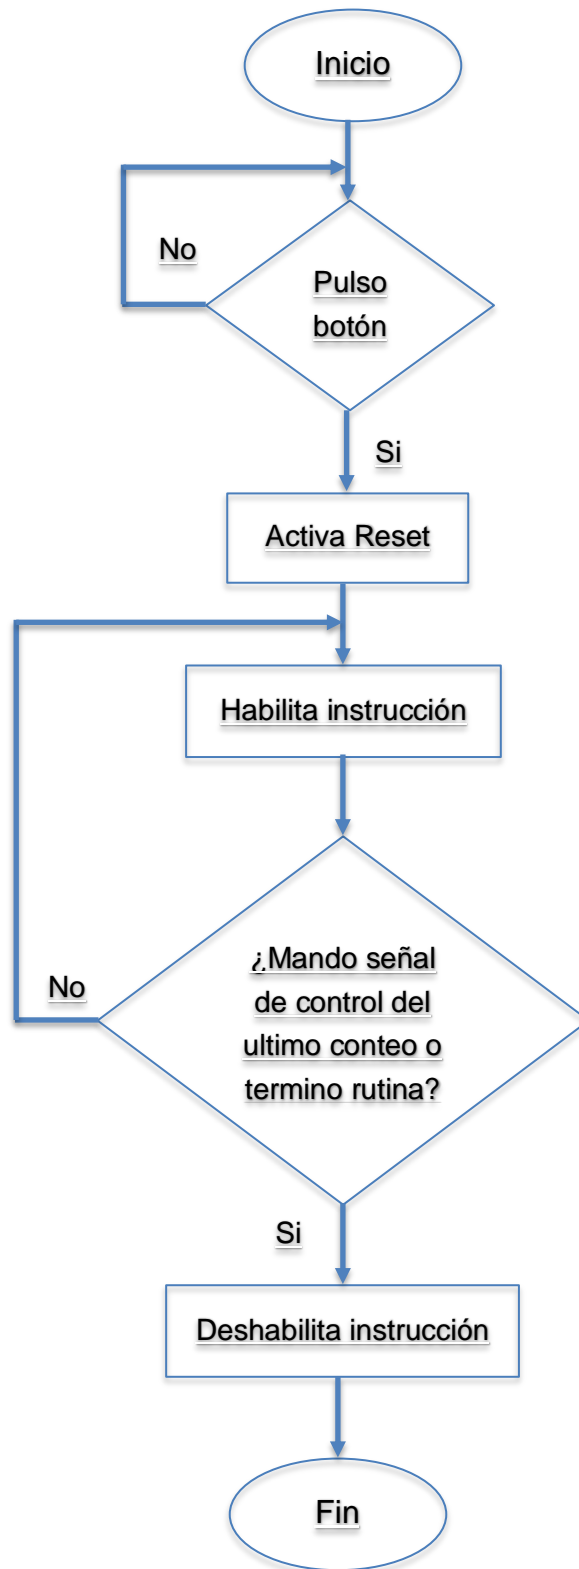 Inicio
No
Pulso
botón
Si
Activa Reset
Habilita instrucción
No
¿Mando señal
de control del
ultimo conteo o
termino rutina?
Si
Deshabilita instrucción
Fin